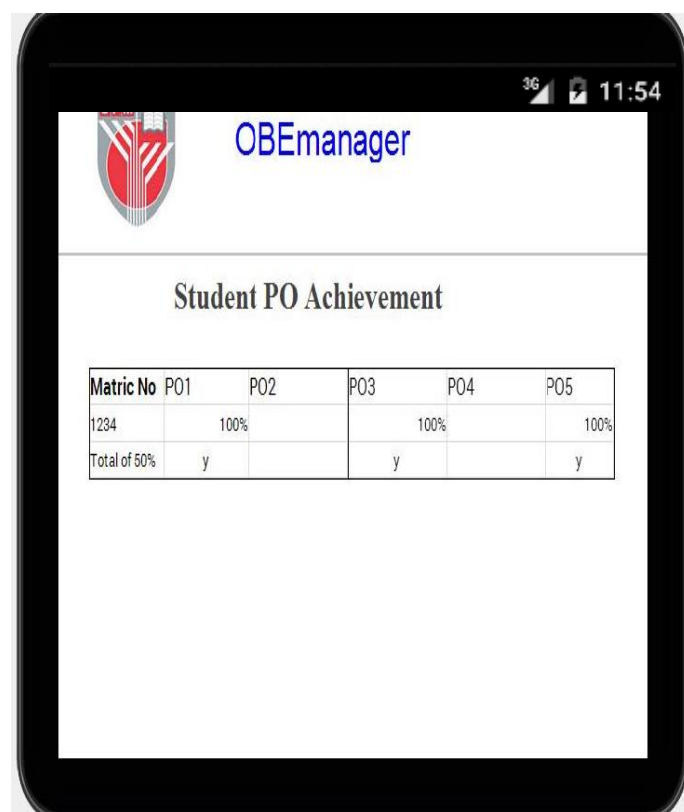 3G 11:54
OBEmanager
Student PO Achievement
Matric No PO1 PO2 PO3 PO4 PO5
1234 100% 100% 100%
Total of 50% y y y